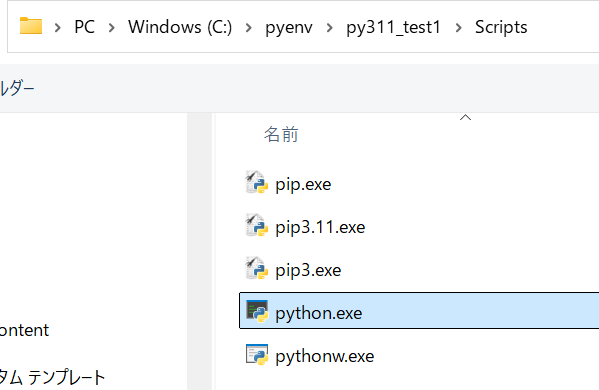 PC > Windows (C:) > pyenv > py311_test1 > Scripts
ルダー
名前
pip.exe
pip3.11.exe
pip3.exe
python.exe
ontent
pythonw.exe
タム テンプレート